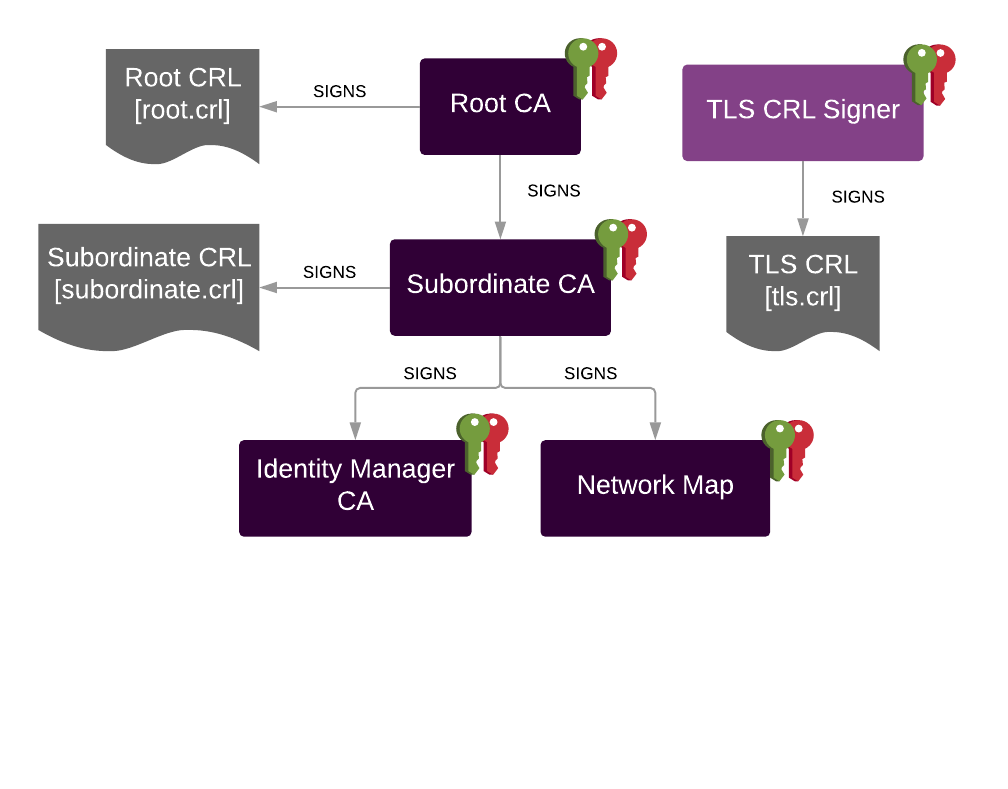 Root CRL
[root.crl]
SIGNS
Root CA
TLS CRL Signer
SIGNS
SIGNS
Subordinate CRL
[subordinate.crl]
SIGNS
Subordinate CA
TLS CRL
[tls.crl]
SIGNS
SIGNS
Identity Manager
CA
Network Map